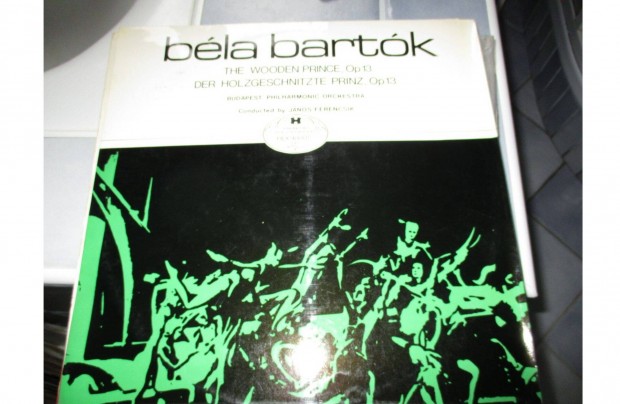 béla bartók
THE WOODEN PRINCE Op.13
DER HOLZGESCHNITZTE PRINZ Op.13
BUDAPEST PHILHARMONIC ORCHESTRA
Conducted by JÁNOS FERENCSIK
H